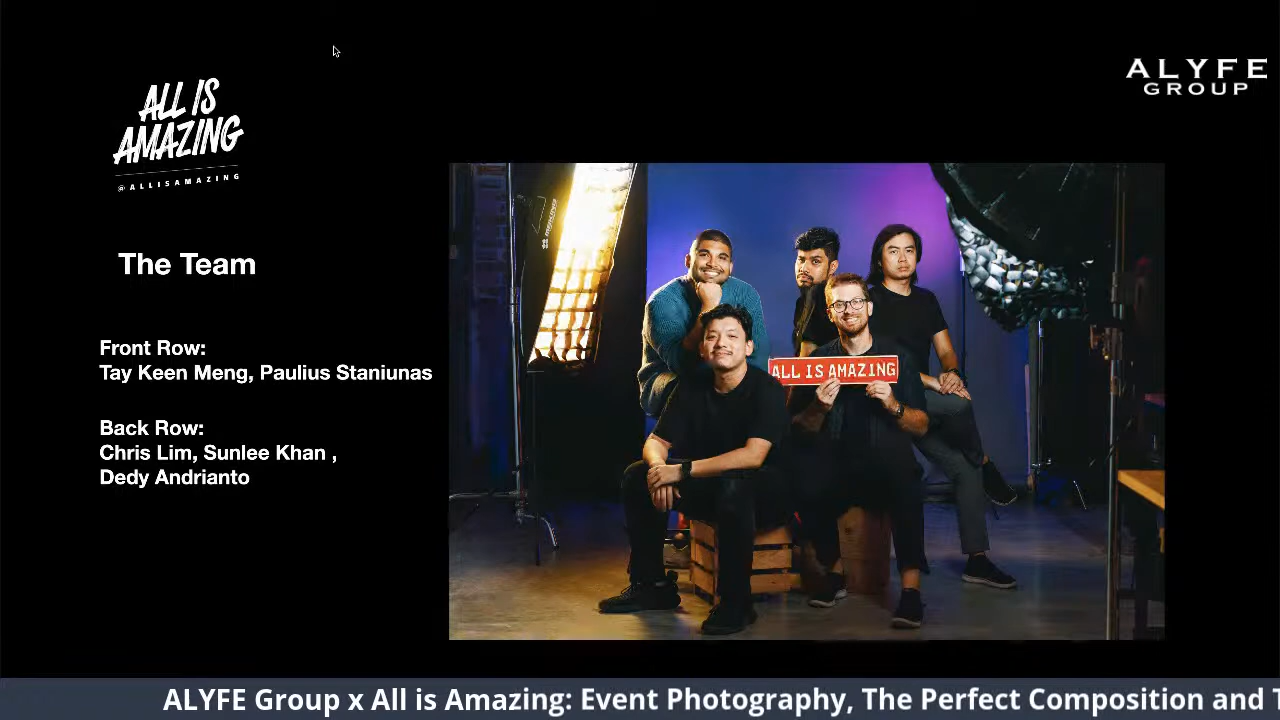 ALL IS
AMAZING
@ALLISAMAZING
ALYFE
GROUP
The Team
Front Row:
Tay Keen Meng, Paulius Staniunas
Back Row:
Chris Lim, Sunlee Khan ,
Dedy Andrianto
ALL IS AMAZING
ALYFE Group x All is Amazing: Event Photography, The Perfect Composition and